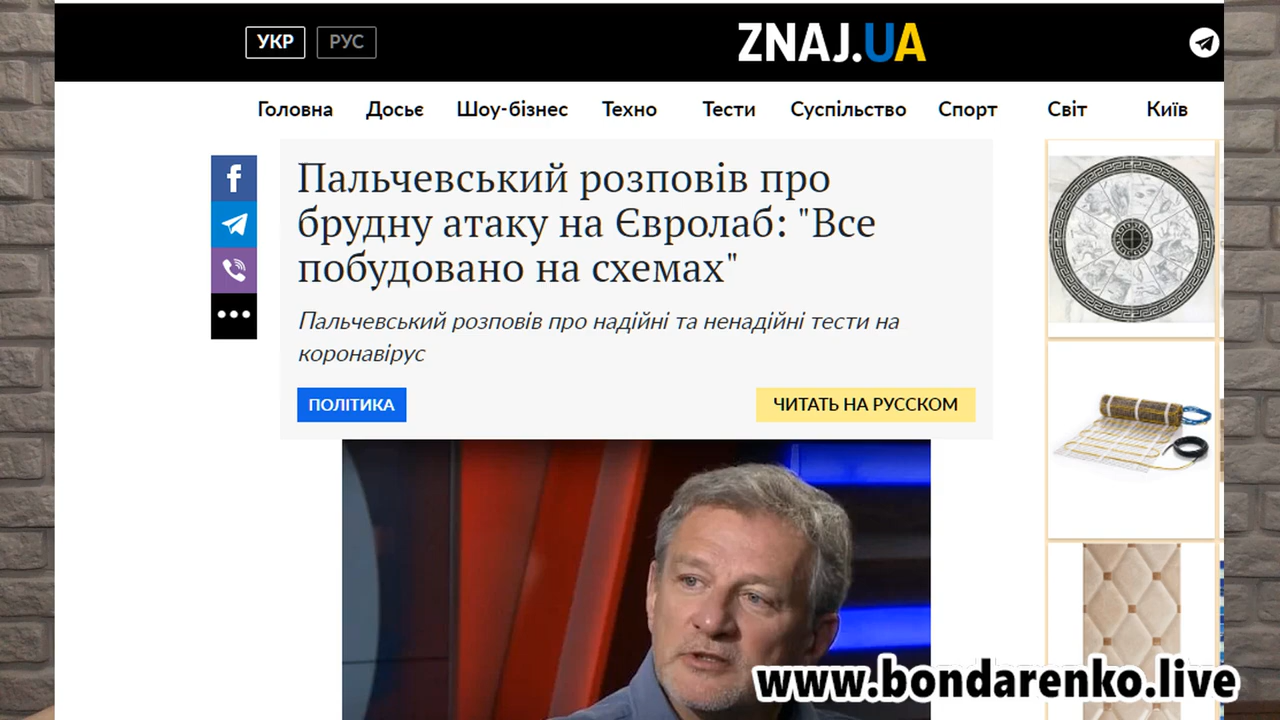 УКР РУС ZNAJ.UA
Головна Досьє Шоу-бізнес Техно Тести Суспільство Спорт Світ Київ
Пальчевський розповів про
брудну атаку на Євролаб: "Все
побудовано на схемах"
Пальчевський розповів про надійні та ненадійні тести на
коронавірус
ПОЛІТИКА ЧИТАТЬ НА РУССКОМ
www.bondarenko.live